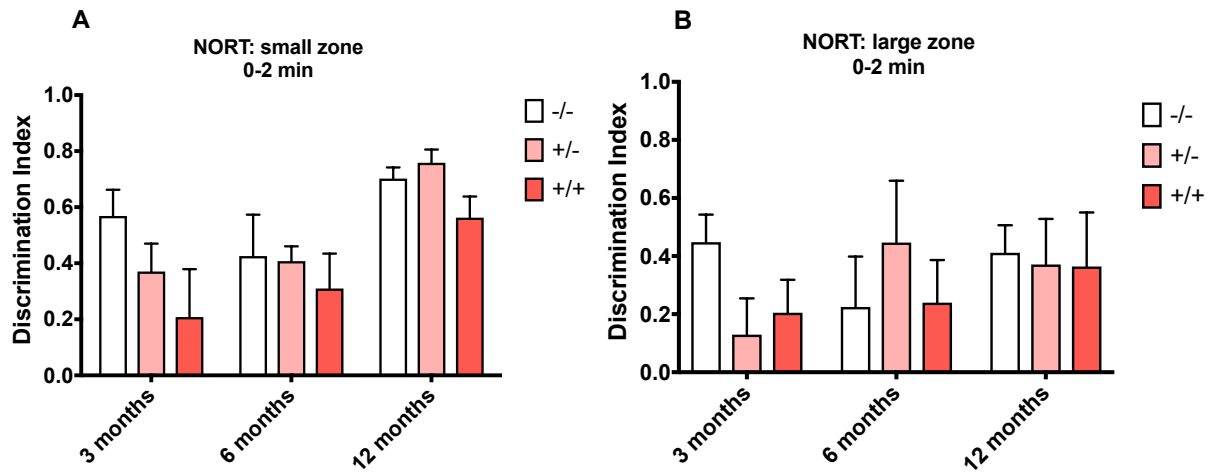 A
NORT: small zone
0-2 min
Discrimination Index
1.0
0.8
0.6
0.4
0.2
0.0
3 months
6 months
12 months
-/-
+/-
+/+
B
NORT: large zone
0-2 min
Discrimination Index
1.0
0.8
0.6
0.4
0.2
0.0
3 months
6 months
12 months
-/-
+/-
+/+